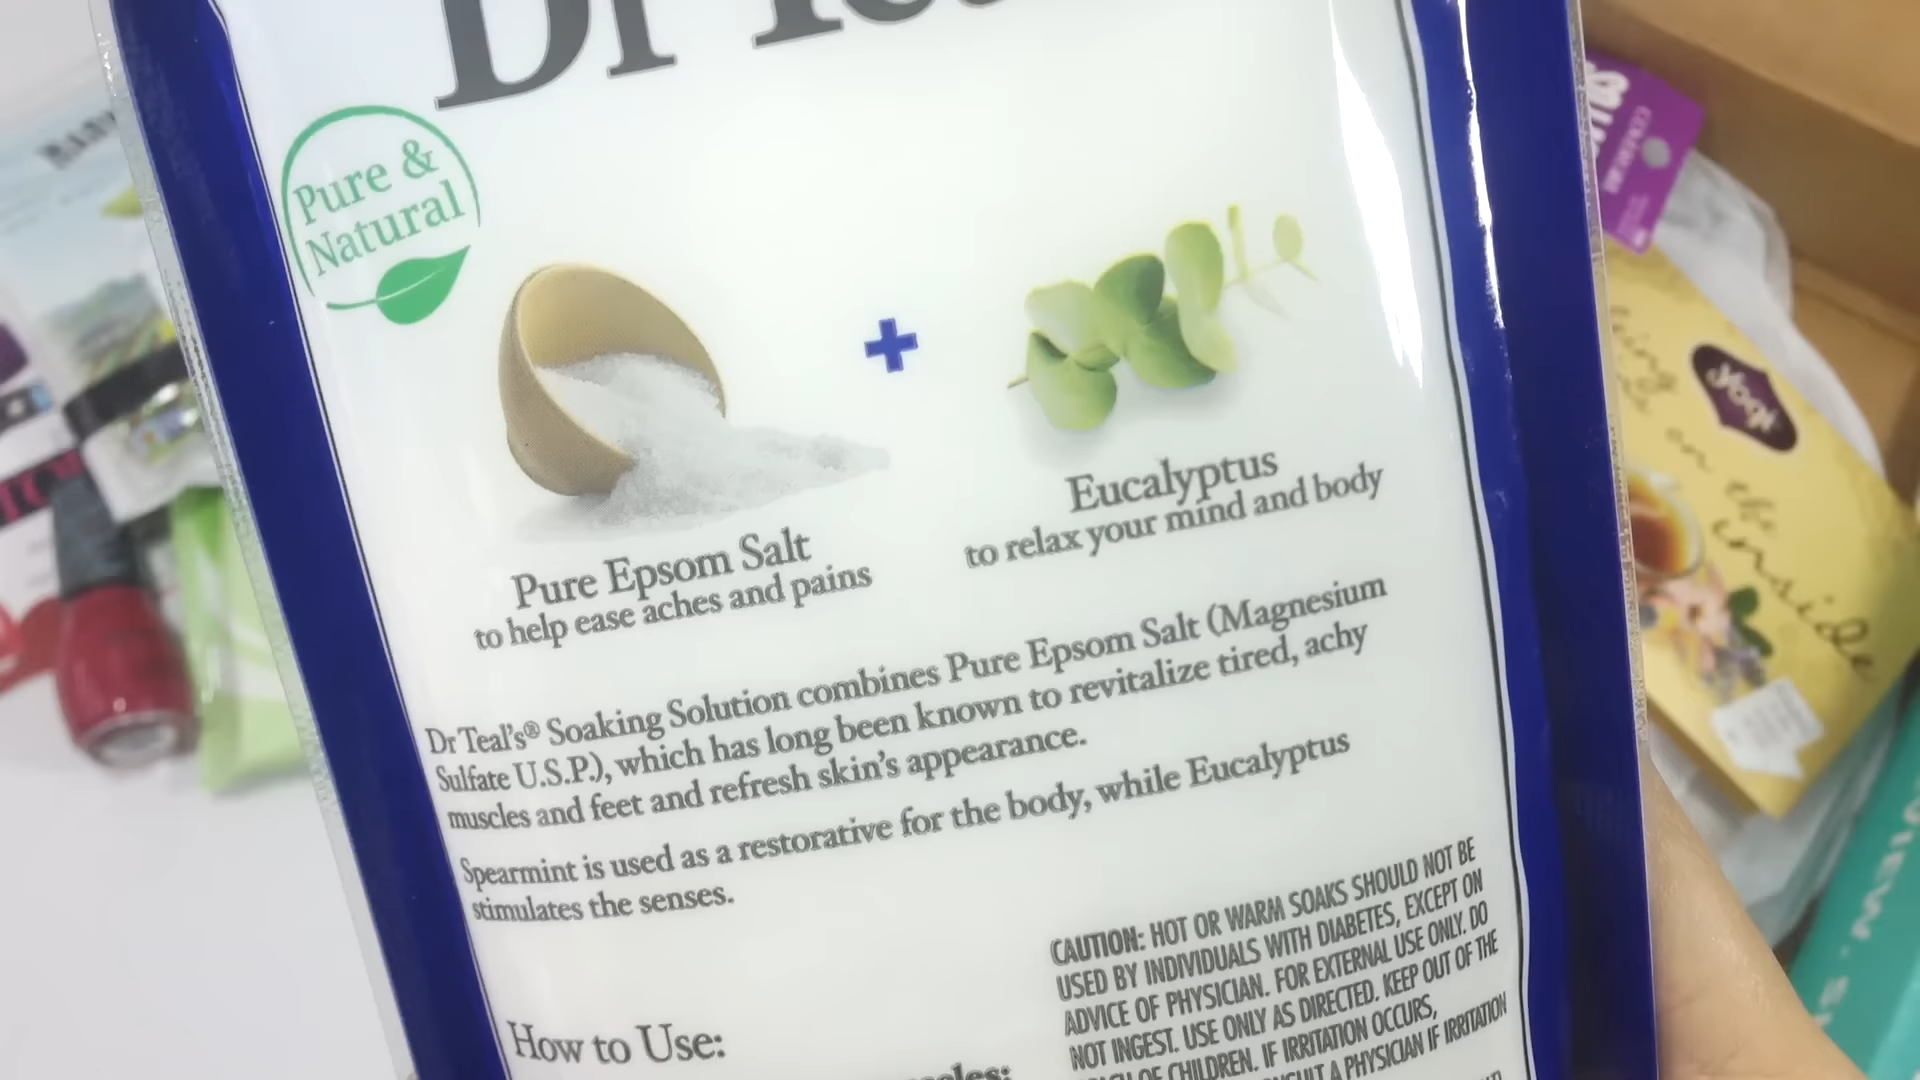 Dr Tea
Pure &
Natural
Pure Epsom Salt
to help ease aches and pains
Eucalyptus
to relax your mind and body
Dr Teal's® Soaking Solution combines Pure Epsom Salt (Magnesium
Sulfate U.S.P.), which has long been known to revitalize tired, achy
muscles and feet and refresh skin's appearance.
Spearmint is used as a restorative for the body, while Eucalyptus
stimulates the senses.
How to Use:
CAUTION: HOT OR WARM SOAKS SHOULD NOT BE
USED BY INDIVIDUALS WITH DIABETES, EXCEPT ON
ADVICE OF PHYSICIAN. FOR EXTERNAL USE ONLY. DO
NOT INGEST. USE ONLY AS DIRECTED. KEEP OUT OF THE
OF CHILDREN. IF IRRITATION OCCURS,
A PHYSICIAN IF IRRITATION
yogi
on the
inside